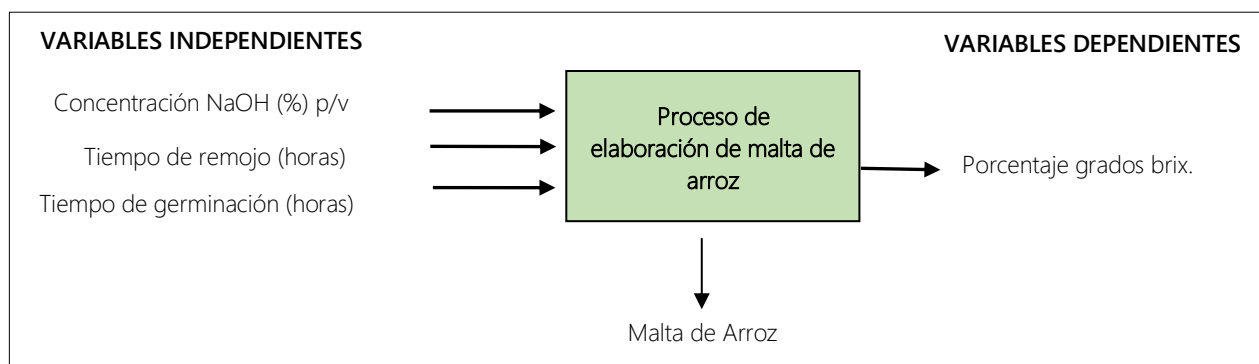 VARIABLES INDEPENDIENTES
VARIABLES DEPENDIENTES
Concentración NaOH (%) p/v
Tiempo de remojo (horas)
Tiempo de germinación (horas)
Proceso de
elaboración de malta de
arroz
Porcentaje grados brix.
Malta de Arroz